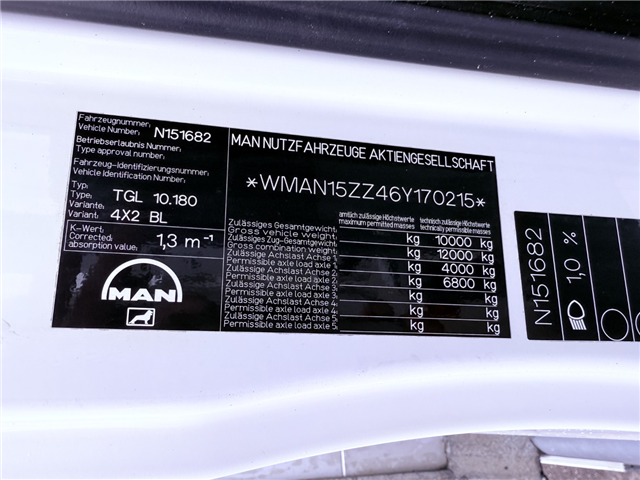 Fahrzeugnummer:
Vehicle Number: N151682
Betriebserlaubnis Nummer:
Type approval number:
Fahrzeug-Identifizierungsnummer:
Vehicle Identification Number:
Typ:
Type: TGL 10.180
Variante:
Variant: 4X2 BL
K-Wert:
Corrected absorption value: 1,3 m⁻¹
MAN
MAN NUTZFAHRZEUGE AKTIENGESELLSCHAFT
*WMAN15ZZ46Y170215*
amtlich zulässige Höchstwerte technisch zulässige Höchstwerte
maximum permitted masses technically permissible masses
Zulässiges Gesamtgewicht:
Gross vehicle weight: kg 10000 kg
Zulässiges Zug-Gesamtgewicht:
Gross combination weight: kg 12000 kg
Zulässige Achslast Achse 1:
Permissible axle load axle 1: kg 4000 kg
Zulässige Achslast Achse 2:
Permissible axle load axle 2: kg 6800 kg
Zulässige Achslast Achse 3:
Permissible axle load axle 3: kg kg
Zulässige Achslast Achse 4:
Permissible axle load axle 4: kg kg
Zulässige Achslast Achse 5:
Permissible axle load axle 5: kg kg
N151682
1,0 %